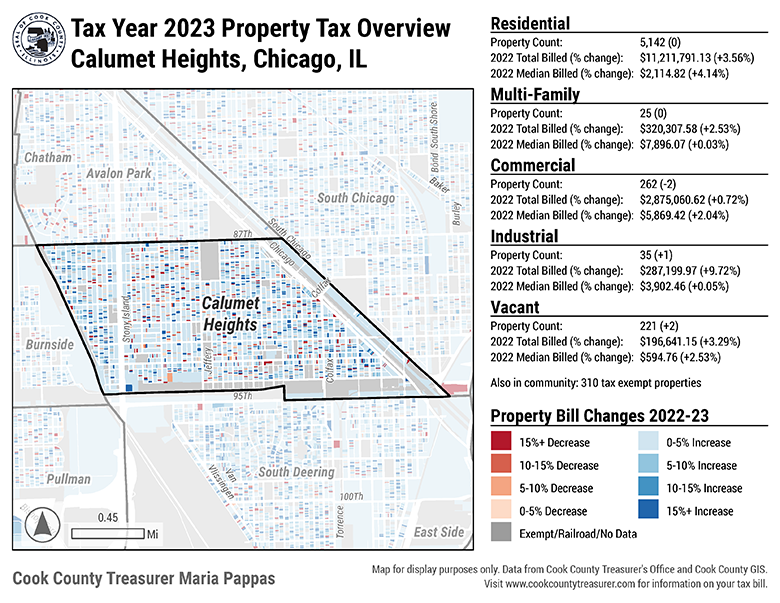 SEAL OF COOK COUNTY
ILLINOIS
Tax Year 2023 Property Tax Overview
Calumet Heights, Chicago, IL
Chatham
Avalon Park
South Chicago
South Shore
Bond
Baker
Burley
87Th
South Chicago
Chicago
Colfax
Calumet
Heights
Stony Island
Jeffery
Colfax
Burnside
95Th
Pullman
Van
Vlissingen
South Deering
100Th
Torrence
East Side
0.45
Mi
Residential
Property Count: 5,142 (0)
2022 Total Billed (% change): $11,211,791.13 (+3.56%)
2022 Median Billed (% change): $2,114.82 (+4.14%)
Multi-Family
Property Count: 25 (0)
2022 Total Billed (% change): $320,307.58 (+2.53%)
2022 Median Billed (% change): $7,896.07 (+0.03%)
Commercial
Property Count: 262 (-2)
2022 Total Billed (% change): $2,875,060.62 (+0.72%)
2022 Median Billed (% change): $5,869.42 (+2.04%)
Industrial
Property Count: 35 (+1)
2022 Total Billed (% change): $287,199.97 (+9.72%)
2022 Median Billed (% change): $3,902.46 (+0.05%)
Vacant
Property Count: 221 (+2)
2022 Total Billed (% change): $196,641.15 (+3.29%)
2022 Median Billed (% change): $594.76 (+2.53%)
Also in community: 310 tax exempt properties
Property Bill Changes 2022-23
15%+ Decrease
10-15% Decrease
5-10% Decrease
0-5% Decrease
Exempt/Railroad/No Data
0-5% Increase
5-10% Increase
10-15% Increase
15%+ Increase
Cook County Treasurer Maria Pappas
Map for display purposes only. Data from Cook County Treasurer's Office and Cook County GIS.
Visit www.cookcountytreasurer.com for information on your tax bill.